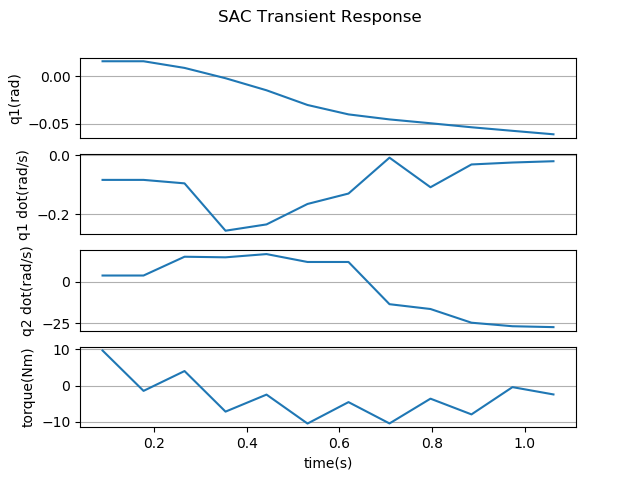 SAC Transient Response
0.00
−0.05
q1(rad)
0.0
−0.2
q1 dot(rad/s)
0
−25
q2 dot(rad/s)
10
0
−10
torque(Nm)
0.2 0.4 0.6 0.8 1.0
time(s)